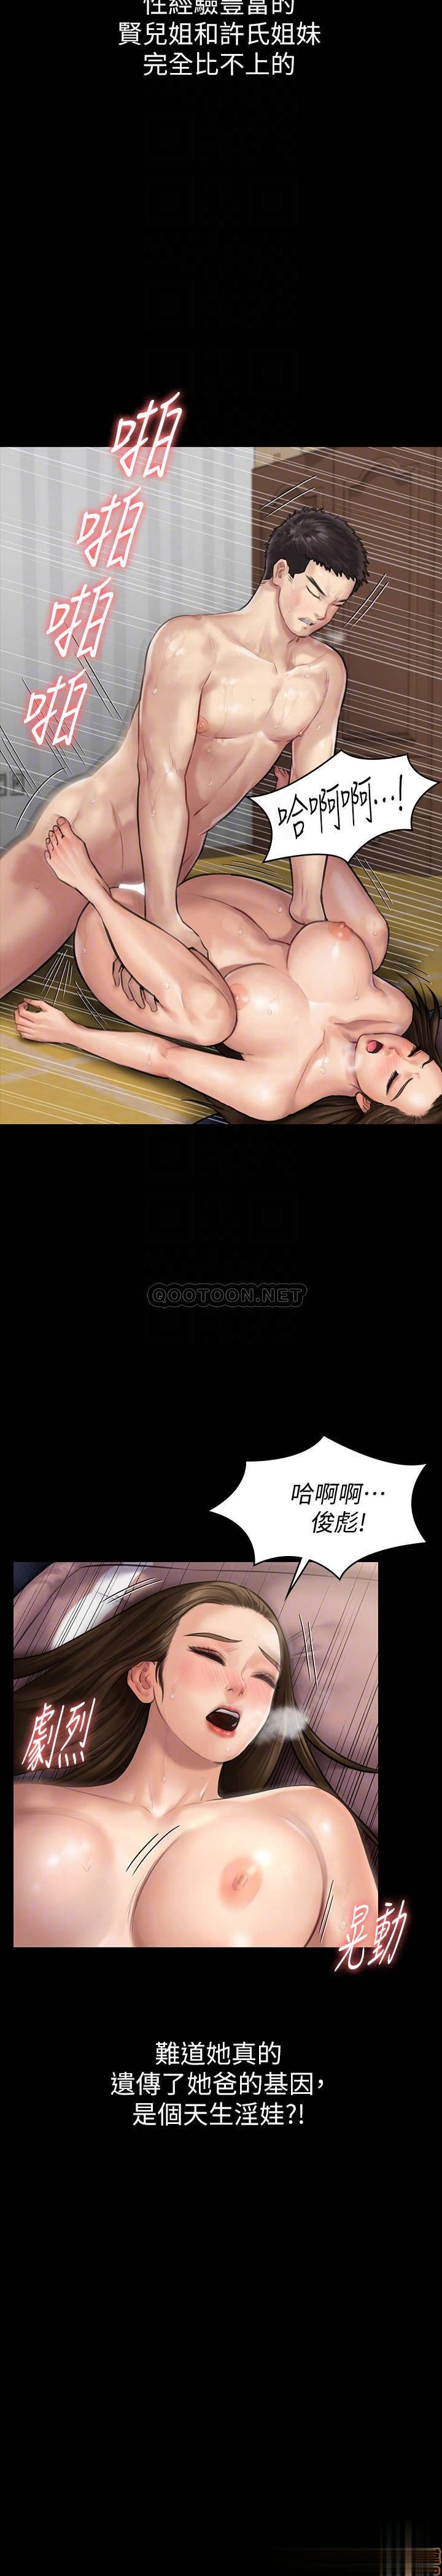 性經驗豐富的
賢兒姐和許氏姐妹
完全比不上的
啪
啪
啪
啪
哈啊啊…!
QOOTOON.NET
哈啊啊…
俊彪!
劇烈
晃動
難道她真的
遺傳了她爸的基因,
是個天生淫娃?!